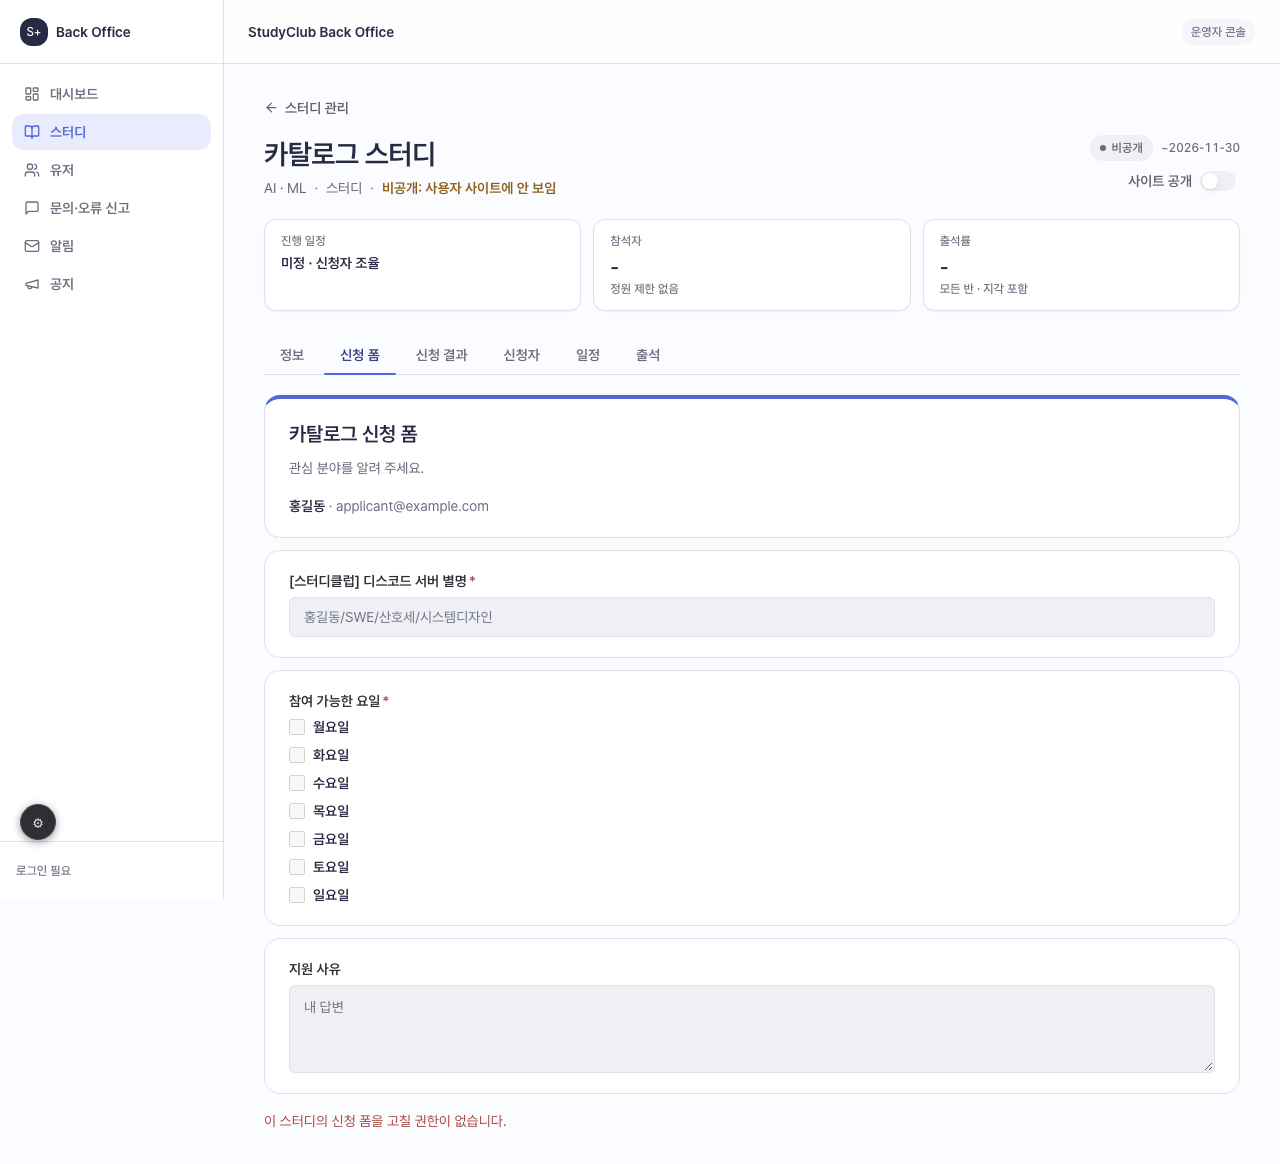 S+ Back Office
StudyClub Back Office
운영자 콘솔
대시보드
스터디
유저
문의·오류 신고
알림
공지
로그인 필요
← 스터디 관리
카탈로그 스터디
비공개 ~2026-11-30
AI · ML · 스터디 · 비공개: 사용자 사이트에 안 보임
사이트 공개
진행 일정
미정 · 신청자 조율
참석자
–
정원 제한 없음
출석률
–
모든 반 · 지각 포함
정보 신청 폼 신청 결과 신청자 일정 출석
카탈로그 신청 폼
관심 분야를 알려 주세요.
홍길동 · applicant@example.com
[스터디클럽] 디스코드 서버 별명 *
홍길동/SWE/산호세/시스템디자인
참여 가능한 요일 *
월요일
화요일
수요일
목요일
금요일
토요일
일요일
지원 사유
내 답변
이 스터디의 신청 폼을 고칠 권한이 없습니다.